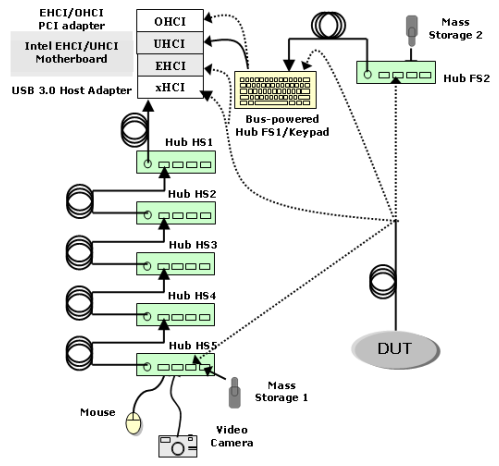 EHCI/OHCI
PCI adapter
Intel EHCI/UHCI
Motherboard
USB 3.0 Host Adapter
OHCI
UHCI
EHCI
xHCI
Mass
Storage 2
Hub FS2
Bus-powered
Hub FS1/Keypad
Hub HS1
Hub HS2
Hub HS3
Hub HS4
Hub HS5
DUT
Mass
Storage 1
Mouse
Video
Camera